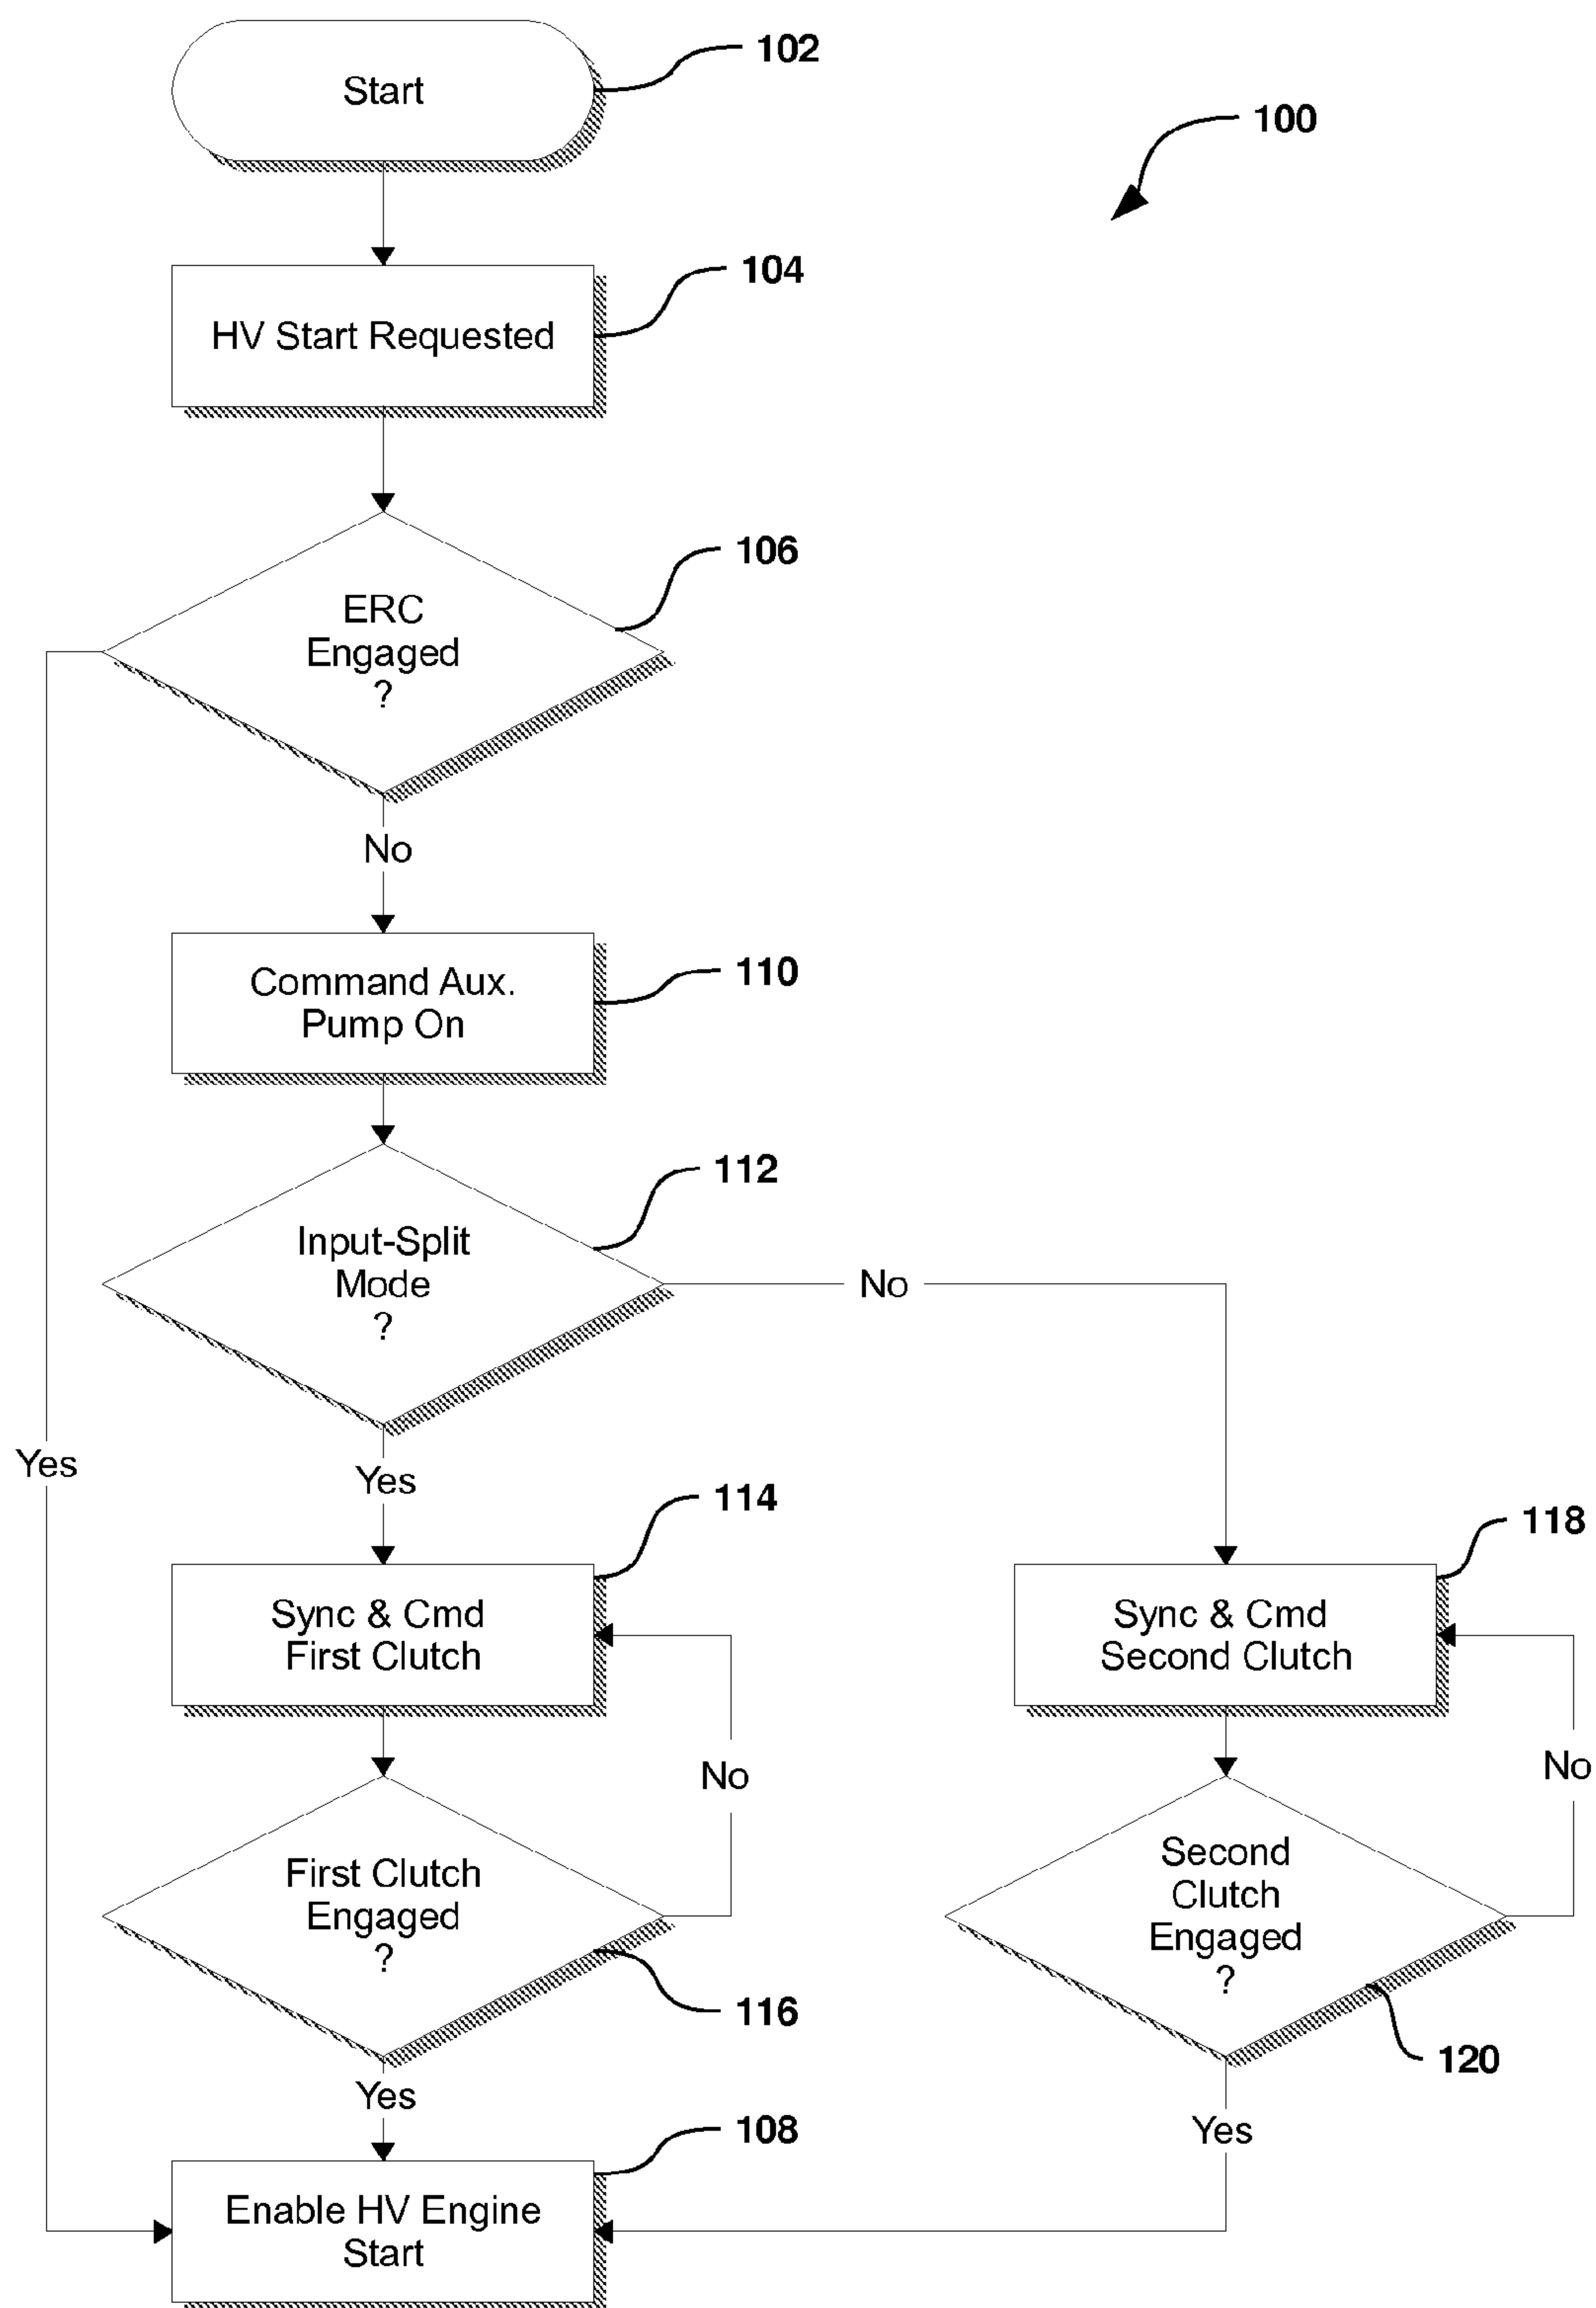 Start
102
100
HV Start Requested
104
ERC
Engaged
?
106
No
Command Aux.
Pump On
110
Input-Split
Mode
?
112
No
Yes
Yes
Sync & Cmd
First Clutch
114
Sync & Cmd
Second Clutch
118
No
No
First Clutch
Engaged
?
116
Second
Clutch
Engaged
?
120
Yes
Yes
Enable HV Engine
Start
108